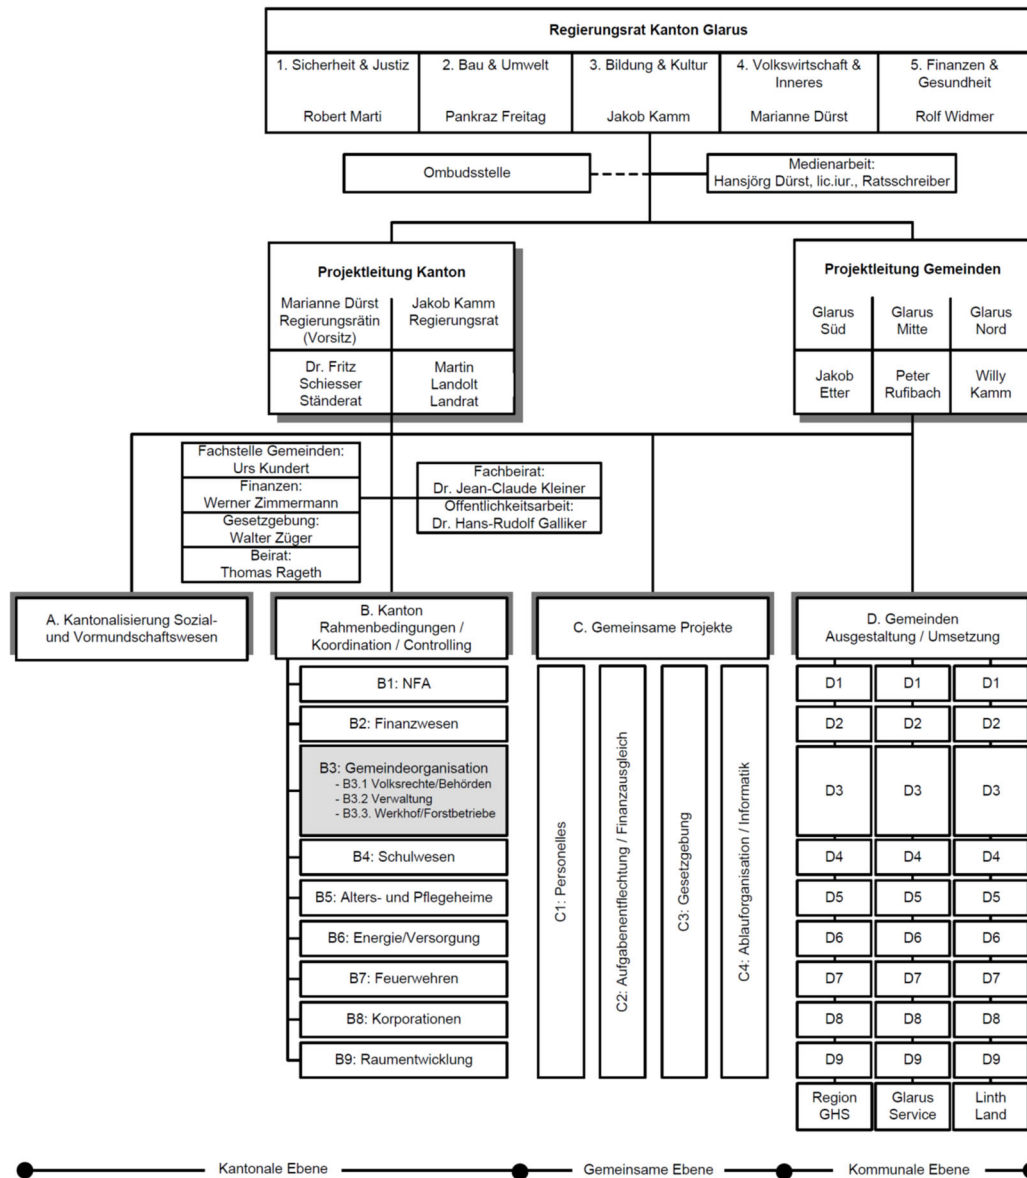 Regierungsrat Kanton Glarus
1. Sicherheit & Justiz
Robert Marti
2. Bau & Umwelt
Pankraz Freitag
3. Bildung & Kultur
Jakob Kamm
4. Volkswirtschaft &
Inneres
Marianne Dürst
5. Finanzen &
Gesundheit
Rolf Widmer
Ombudsstelle
Medienarbeit:
Hansjörg Dürst, lic.iur., Ratsschreiber
Projektleitung Kanton
Marianne Dürst
Regierungsrätin
(Vorsitz)
Jakob Kamm
Regierungsrat
Dr. Fritz
Schiesser
Ständerat
Martin
Landolt
Landrat
Projektleitung Gemeinden
Glarus
Süd
Glarus
Mitte
Glarus
Nord
Jakob
Etter
Peter
Rufibach
Willy
Kamm
Fachstelle Gemeinden:
Urs Kundert
Finanzen:
Werner Zimmermann
Gesetzgebung:
Walter Züger
Beirat:
Thomas Rageth
Fachbeirat:
Dr. Jean-Claude Kleiner
Öffentlichkeitsarbeit:
Dr. Hans-Rudolf Galliker
A. Kantonalisierung Sozial-
und Vormundschaftswesen
B. Kanton
Rahmenbedingungen /
Koordination / Controlling
C. Gemeinsame Projekte
D. Gemeinden
Ausgestaltung / Umsetzung
B1: NFA
B2: Finanzwesen
B3: Gemeindeorganisation
- B3.1 Volksrechte/Behörden
- B3.2 Verwaltung
- B3.3. Werkhof/Forstbetriebe
B4: Schulwesen
B5: Alters- und Pflegeheime
B6: Energie/Versorgung
B7: Feuerwehren
B8: Korporationen
B9: Raumentwicklung
C1: Personelles
C2: Aufgabenentflechtung / Finanzausgleich
C3: Gesetzgebung
C4: Ablauforganisation / Informatik
D1 D1 D1
D2 D2 D2
D3 D3 D3
D4 D4 D4
D5 D5 D5
D6 D6 D6
D7 D7 D7
D8 D8 D8
D9 D9 D9
Region
GHS
Glarus
Service
Linth
Land
Kantonale Ebene
Gemeinsame Ebene
Kommunale Ebene